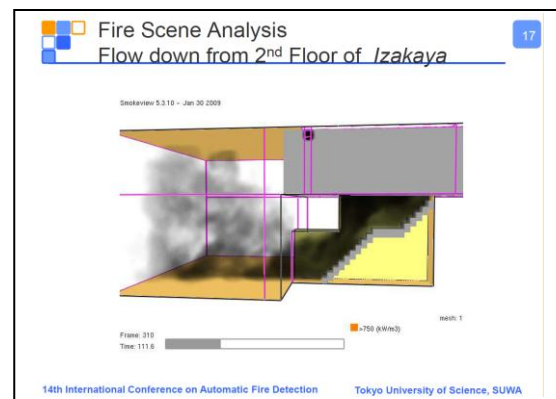 Fire Scene Analysis
17
Flow down from 2nd Floor of Izakaya
Smokeview 5.3.10 – Jan 30 2009
mesh: 1
>750 (kW/m3)
Frame: 310
Time: 111.6
14th International Conference on Automatic Fire Detection
Tokyo University of Science, SUWA